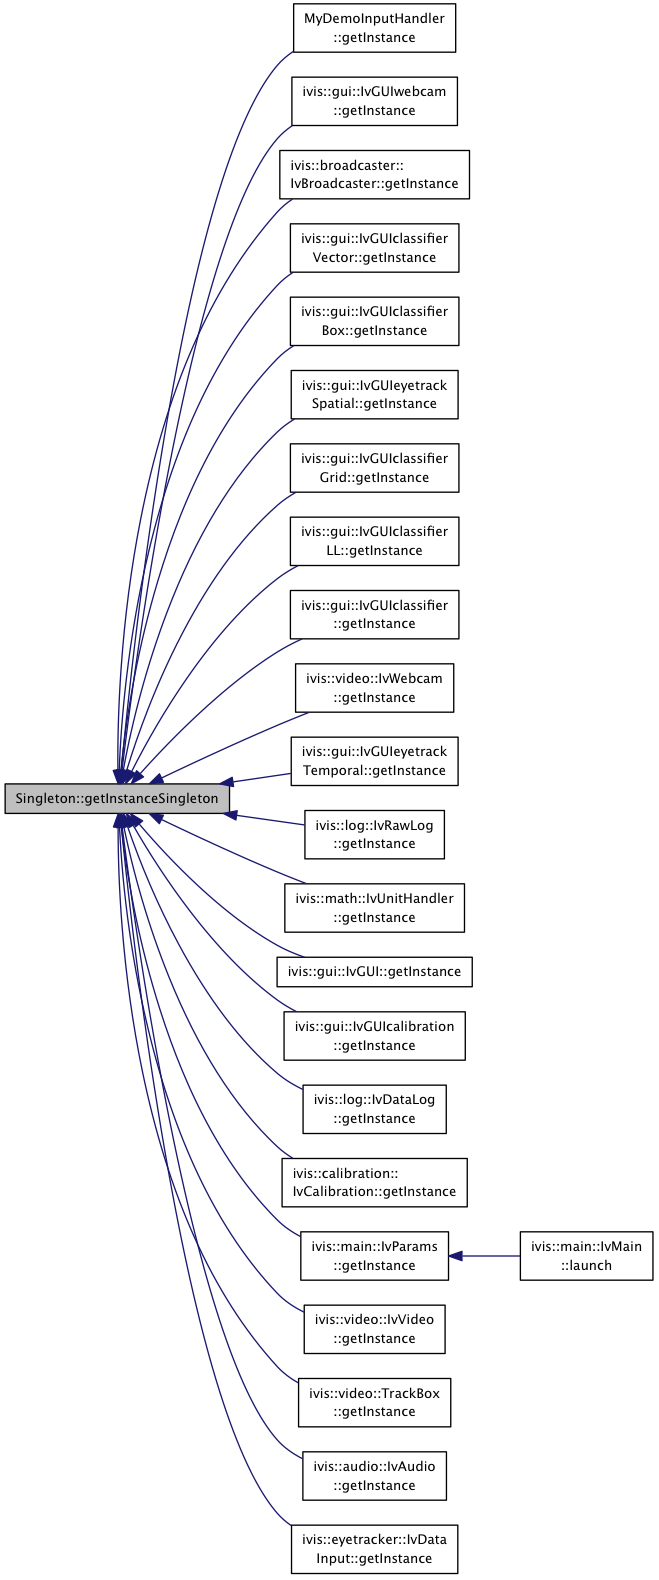 MyDemoInputHandler
::getInstance
ivis::gui::IvGUIwebcam
::getInstance
ivis::broadcaster::
IvBroadcaster::getInstance
ivis::gui::IvGUIclassifier
Vector::getInstance
ivis::gui::IvGUIclassifier
Box::getInstance
ivis::gui::IvGUIeyetrack
Spatial::getInstance
ivis::gui::IvGUIclassifier
Grid::getInstance
ivis::gui::IvGUIclassifier
LL::getInstance
ivis::gui::IvGUIclassifier
::getInstance
ivis::video::IvWebcam
::getInstance
ivis::gui::IvGUIeyetrack
Temporal::getInstance
Singleton::getInstanceSingleton
ivis::log::IvRawLog
::getInstance
ivis::math::IvUnitHandler
::getInstance
ivis::gui::IvGUI::getInstance
ivis::gui::IvGUIcalibration
::getInstance
ivis::log::IvDataLog
::getInstance
ivis::calibration::
IvCalibration::getInstance
ivis::main::IvParams
::getInstance
ivis::main::IvMain
::launch
ivis::video::IvVideo
::getInstance
ivis::video::TrackBox
::getInstance
ivis::audio::IvAudio
::getInstance
ivis::eyetracker::IvData
Input::getInstance